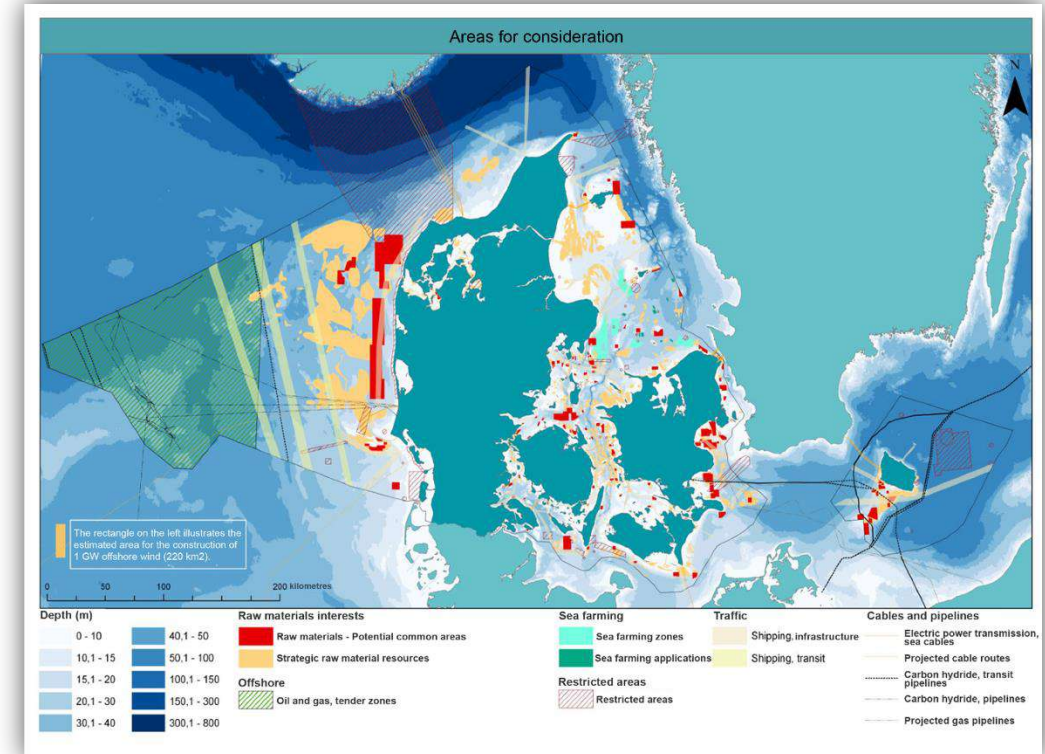 Areas for consideration
N
The rectangle on the left illustrates the
estimated area for the construction of
1 GW offshore wind (220 km2).
0 50 100 200 kilometres
Depth (m)
0 - 10
10,1 - 15
15,1 - 20
20,1 - 30
30,1 - 40
40,1 - 50
50,1 - 100
100,1 - 150
150,1 - 300
300,1 - 800
Raw materials interests
Raw materials - Potential common areas
Strategic raw material resources
Offshore
Oil and gas, tender zones
Sea farming
Sea farming zones
Sea farming applications
Restricted areas
Restricted areas
Traffic
Shipping, infrastructure
Shipping, transit
Cables and pipelines
Electric power transmission,
sea cables
Projected cable routes
Carbon hydride, transit
pipelines
Carbon hydride, pipelines
Projected gas pipelines